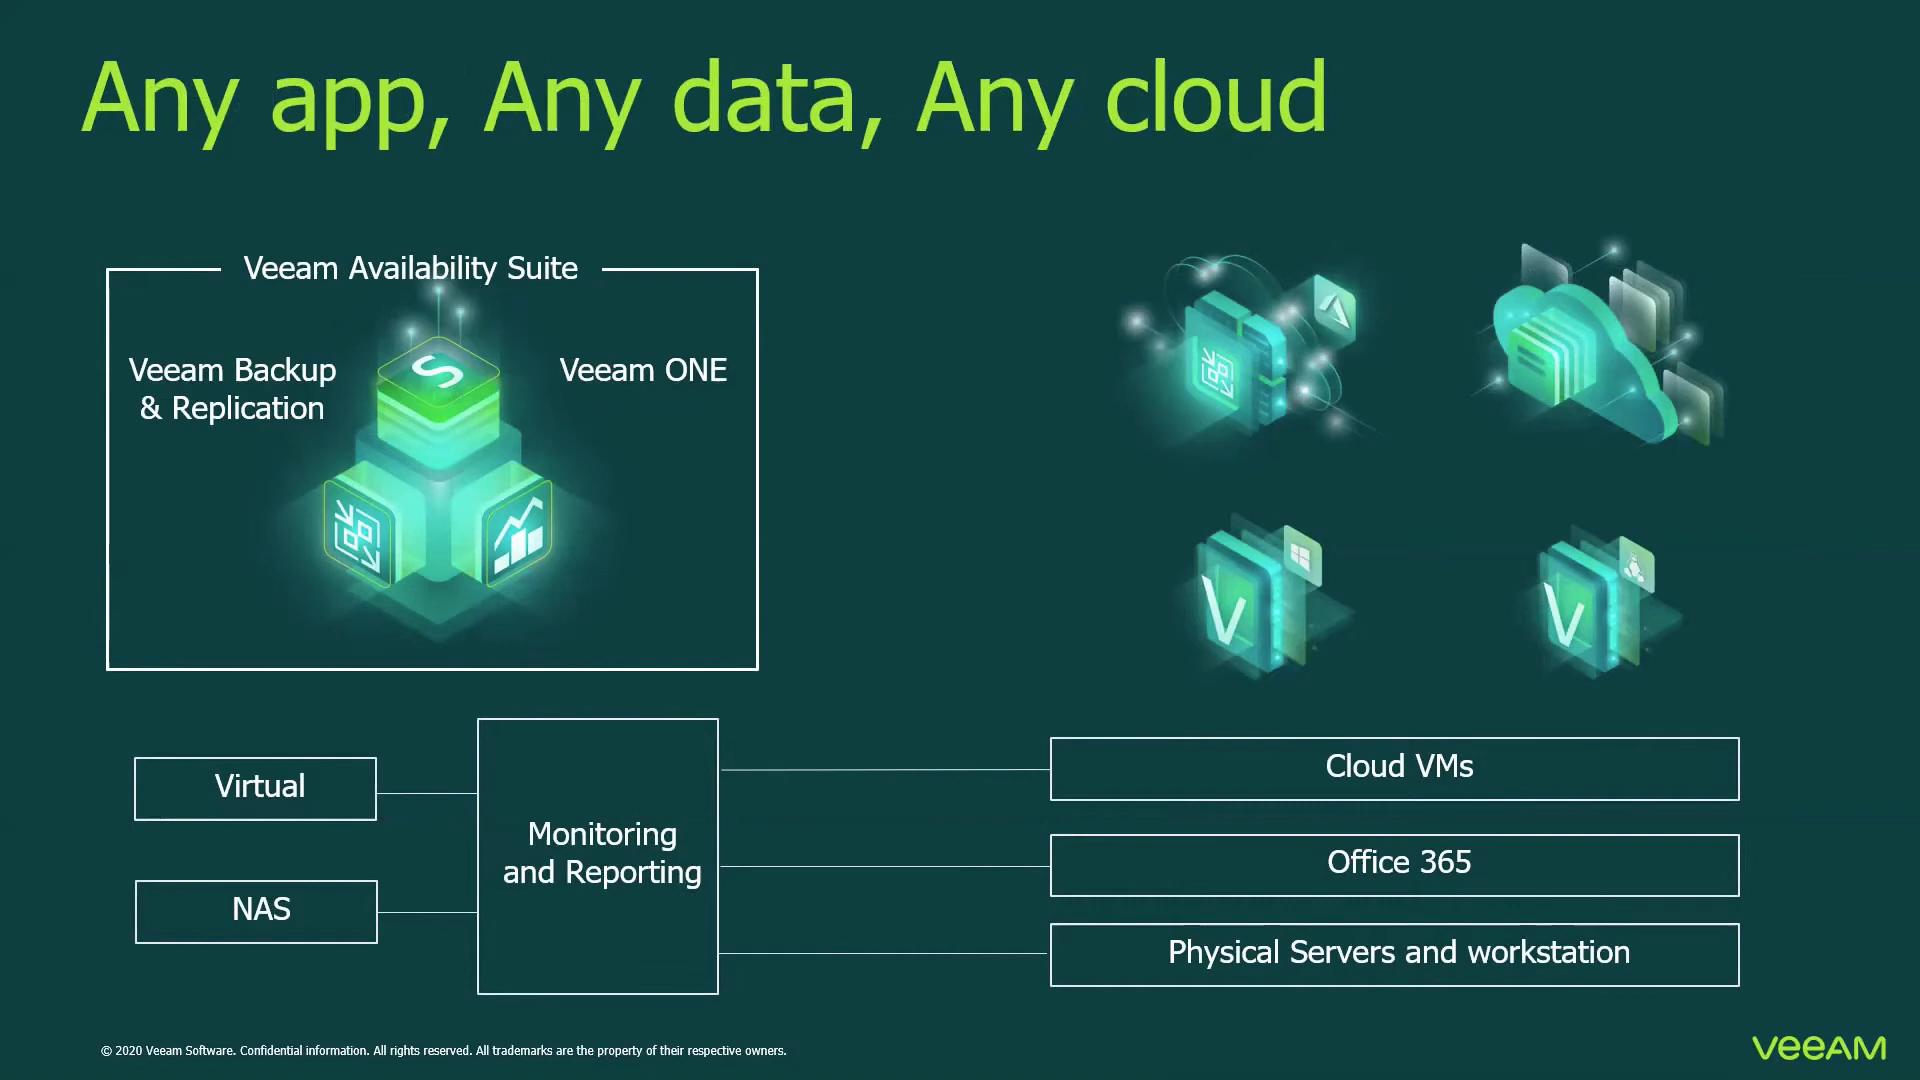 Any app, Any data, Any cloud
Veeam Availability Suite
Veeam Backup
& Replication
Veeam ONE
S
V
V
Virtual
NAS
Monitoring
and Reporting
Cloud VMs
Office 365
Physical Servers and workstation
© 2020 Veeam Software. Confidential information. All rights reserved. All trademarks are the property of their respective owners.
VEEAM